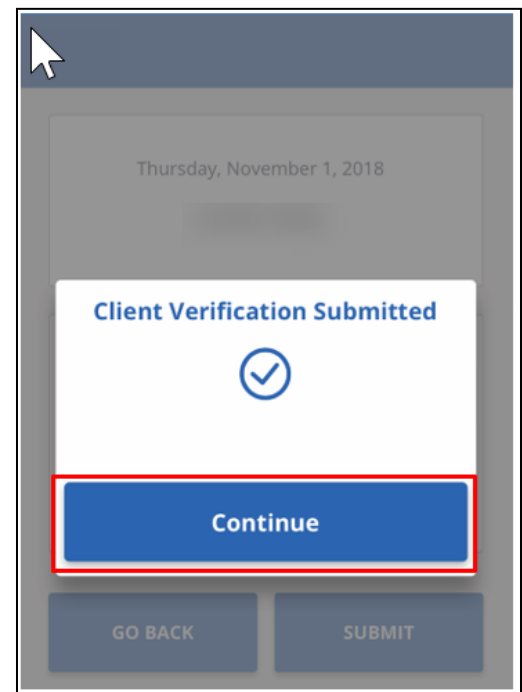 Thursday, November 1, 2018
Client Verification Submitted
Continue
GO BACK
SUBMIT